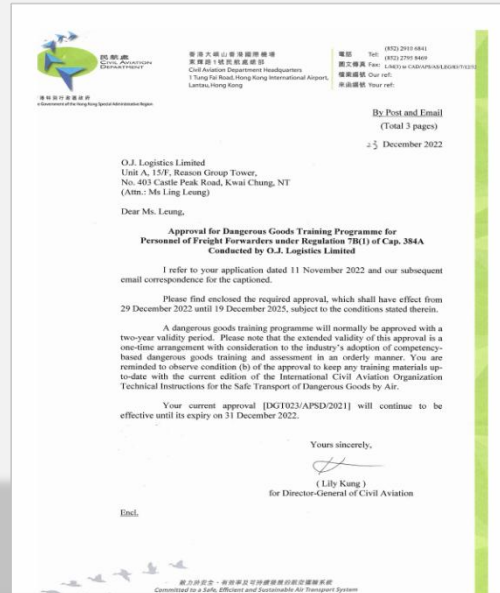 民航處
CIVIL AVIATION
DEPARTMENT
香港大嶼山香港國際機場
東輝路1號民航處總部
Civil Aviation Department Headquarters
1 Tung Fai Road, Hong Kong International Airport,
Lantau, Hong Kong
電話 Tel: (852) 2910 6841
圖文傳真 Fax: (852) 2795 8469
檔案編號 Our ref:
來函編號 Your ref:
e Government of the Hong Kong Special Administrative Region
By Post and Email
(Total 3 pages)
23 December 2022
O.J. Logistics Limited
Unit A, 15/F, Reason Group Tower,
No. 403 Castle Peak Road, Kwai Chung, NT
(Attn.: Ms Ling Leung)
Dear Ms. Leung,
Approval for Dangerous Goods Training Programme for
Personnel of Freight Forwarders under Regulation 7B(1) of Cap. 384A
Conducted by O.J. Logistics Limited
I refer to your application dated 11 November 2022 and our subsequent
email correspondence for the captioned.
Please find enclosed the required approval, which shall have effect from
29 December 2022 until 19 December 2025, subject to the conditions stated therein.
A dangerous goods training programme will normally be approved with a
two-year validity period. Please note that the extended validity of this approval is a
one-time arrangement with consideration to the industry's adoption of competency-
based dangerous goods training and assessment in an orderly manner. You are
reminded to observe condition (b) of the approval to keep any training materials up-
to-date with the current edition of the International Civil Aviation Organization
Technical Instructions for the Safe Transport of Dangerous Goods by Air.
Your current approval [DGT023/APSD/2021] will continue to be
effective until its expiry on 31 December 2022.
Yours sincerely,
( Lily Kung )
for Director-General of Civil Aviation
Encl.
Committed to a Safe, Efficient and Sustainable Air Transport System